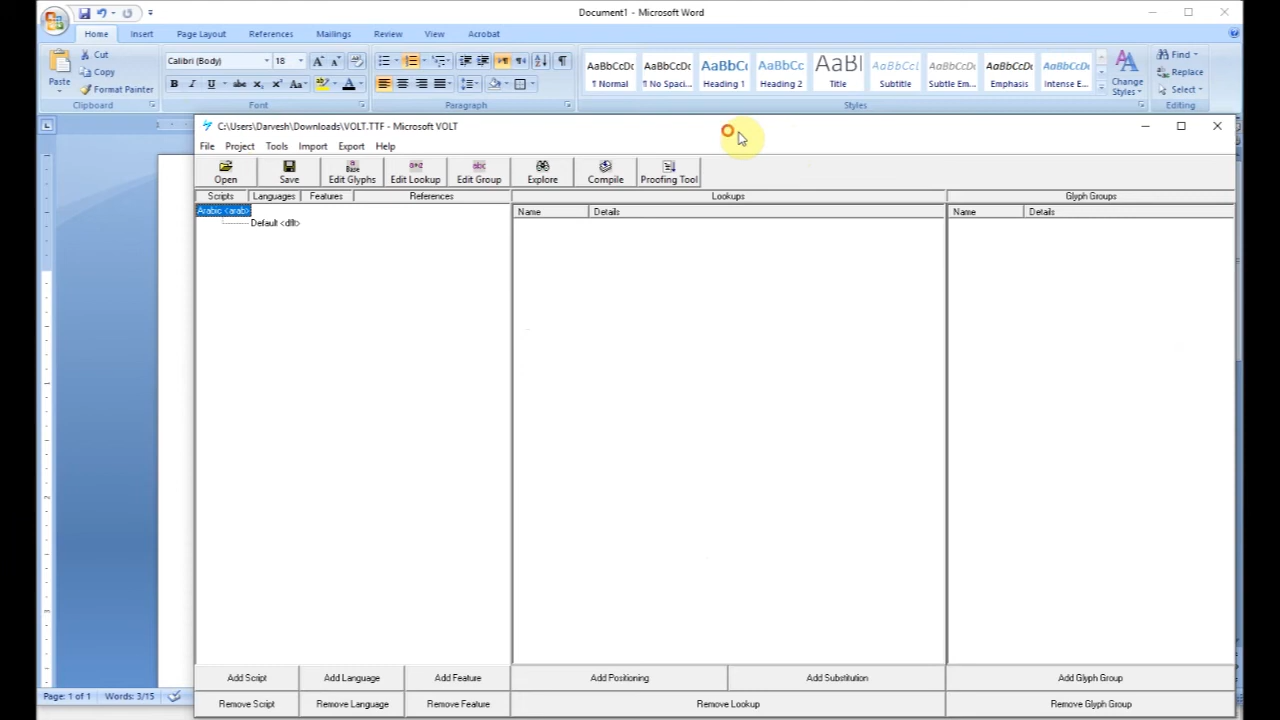 Document1 - Microsoft Word
Home Insert Page Layout References Mailings Review View Acrobat
Cut
Copy
Format Painter
Paste
Calibri (Body) 18
AaBbCcDc AaBbCcDc AaBbCc AaBbCc AaBbCcL AaBbCcDc AaBbCcDc AaBbCcDc
¶ Normal ¶ No Spaci... Heading 1 Heading 2 Title Subtitle Subtle Em... Emphasis Intense E...
Change Styles
Find
Replace
Select
Clipboard Font Paragraph Styles Editing
C:\Users\Darvesh\Downloads\VOLT.TTF - Microsoft VOLT
File Project Tools Import Export Help
Open Save Edit Glyphs Edit Lookup Edit Group Explore Compile Proofing Tool
Scripts Languages Features References Lookups Glyph Groups
Arabic <arab> Name Details Name Details
Default <dflt>
Add Script Add Language Add Feature Add Positioning Add Substitution Add Glyph Group
Remove Script Remove Language Remove Feature Remove Lookup Remove Glyph Group
Page: 1 of 1 Words: 3/15